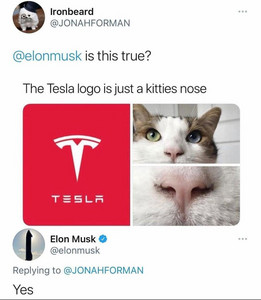 Ironbeard
@JONAHFORMAN
@elonmusk is this true?
The Tesla logo is just a kitties nose
TESLA
Elon Musk
@elonmusk
Replying to @JONAHFORMAN
Yes